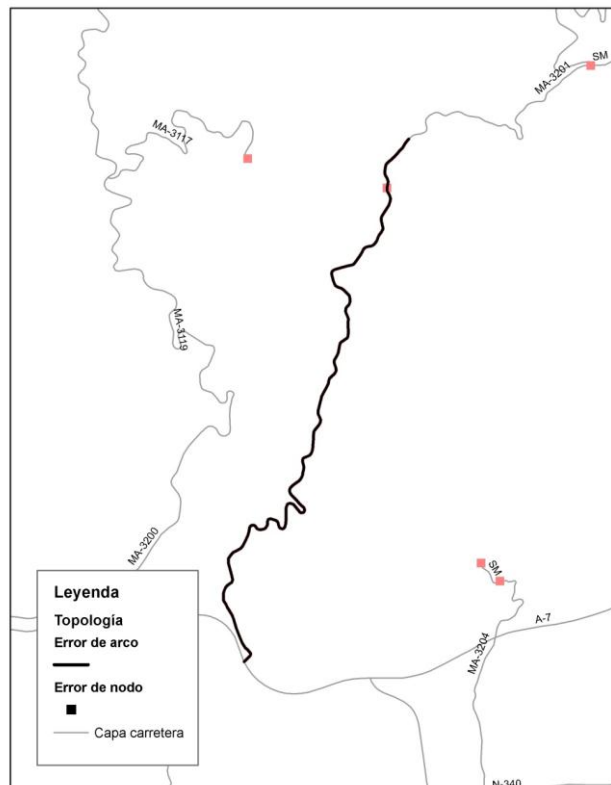 SM
MA-3201
MA-3117
MA-3119
MA-3200
SM
A-7
MA-3204
N-340
Leyenda
Topología
Error de arco
Error de nodo
Capa carretera